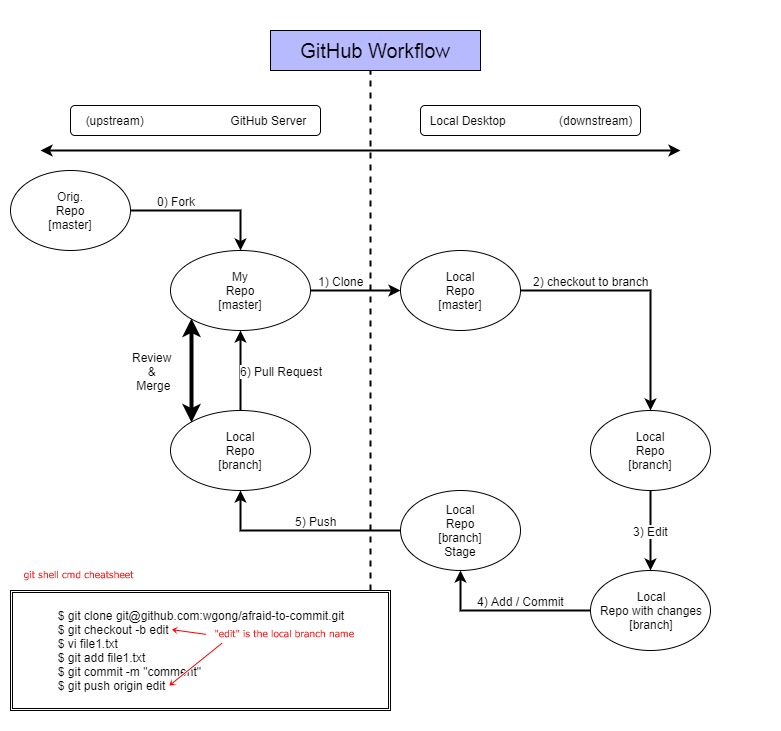 GitHub Workflow
(upstream) GitHub Server
Local Desktop (downstream)
Orig.
Repo
[master]
0) Fork
My
Repo
[master]
1) Clone
Local
Repo
[master]
2) checkout to branch
Review
&
Merge
6) Pull Request
Local
Repo
[branch]
Local
Repo
[branch]
3) Edit
5) Push
Local
Repo
[branch]
Stage
4) Add / Commit
Local
Repo with changes
[branch]
git shell cmd cheatsheet
$ git clone git@github.com:wgong/afraid-to-commit.git
$ git checkout -b edit
"edit" is the local branch name
$ vi file1.txt
$ git add file1.txt
$ git commit -m "comment"
$ git push origin edit